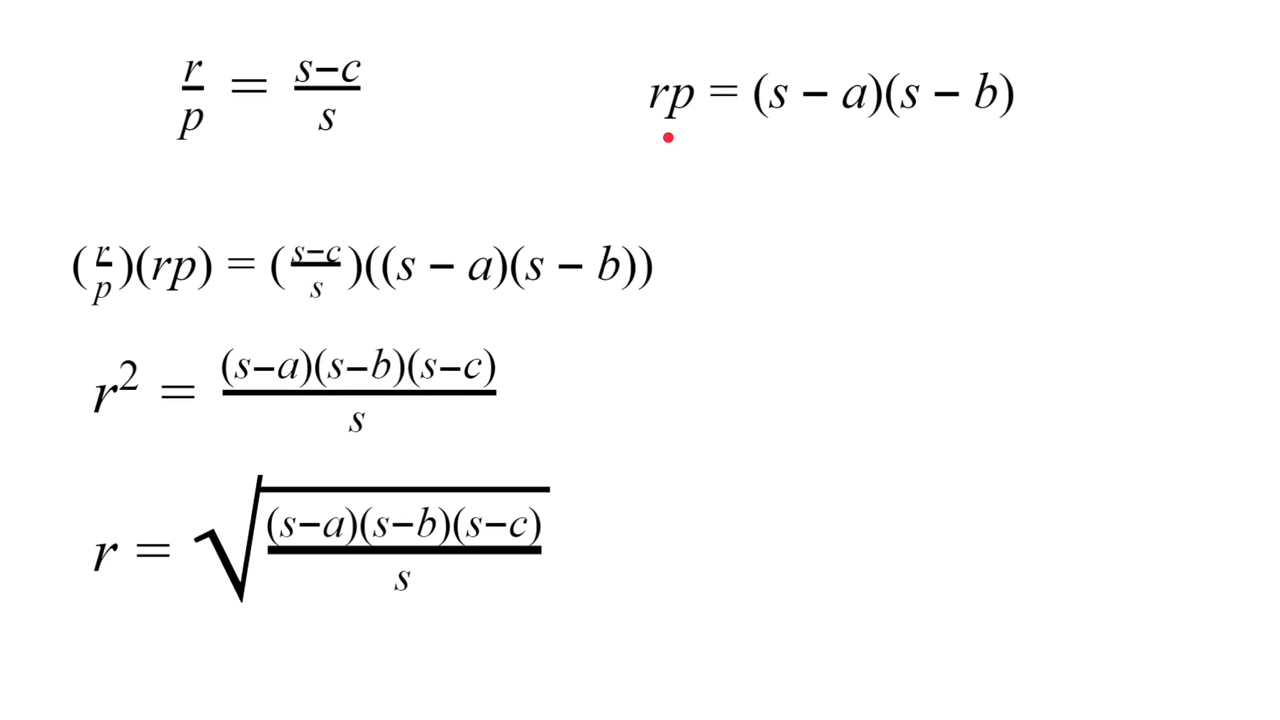 r/p = s−c/s
rp = (s − a)(s − b)
(r/p)(rp) = (s−c/s)((s − a)(s − b))
r² = (s−a)(s−b)(s−c)/s
r = √(s−a)(s−b)(s−c)/s